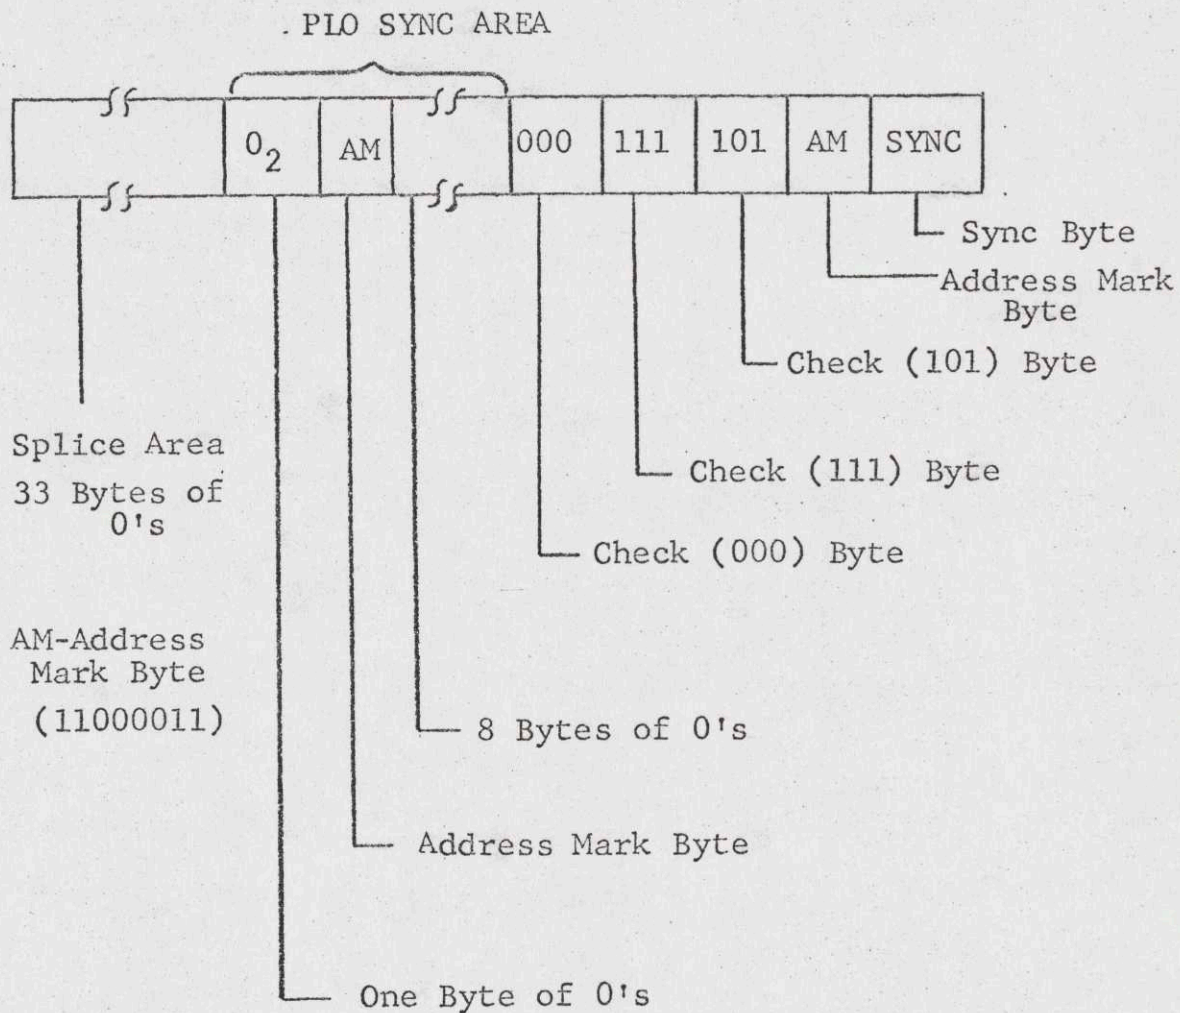 . PLO SYNC AREA
0₂ AM 000 111 101 AM SYNC
Sync Byte
Address Mark
Byte
Check (101) Byte
Splice Area
33 Bytes of
0's
Check (111) Byte
Check (000) Byte
AM-Address
Mark Byte
(11000011)
8 Bytes of 0's
Address Mark Byte
One Byte of 0's